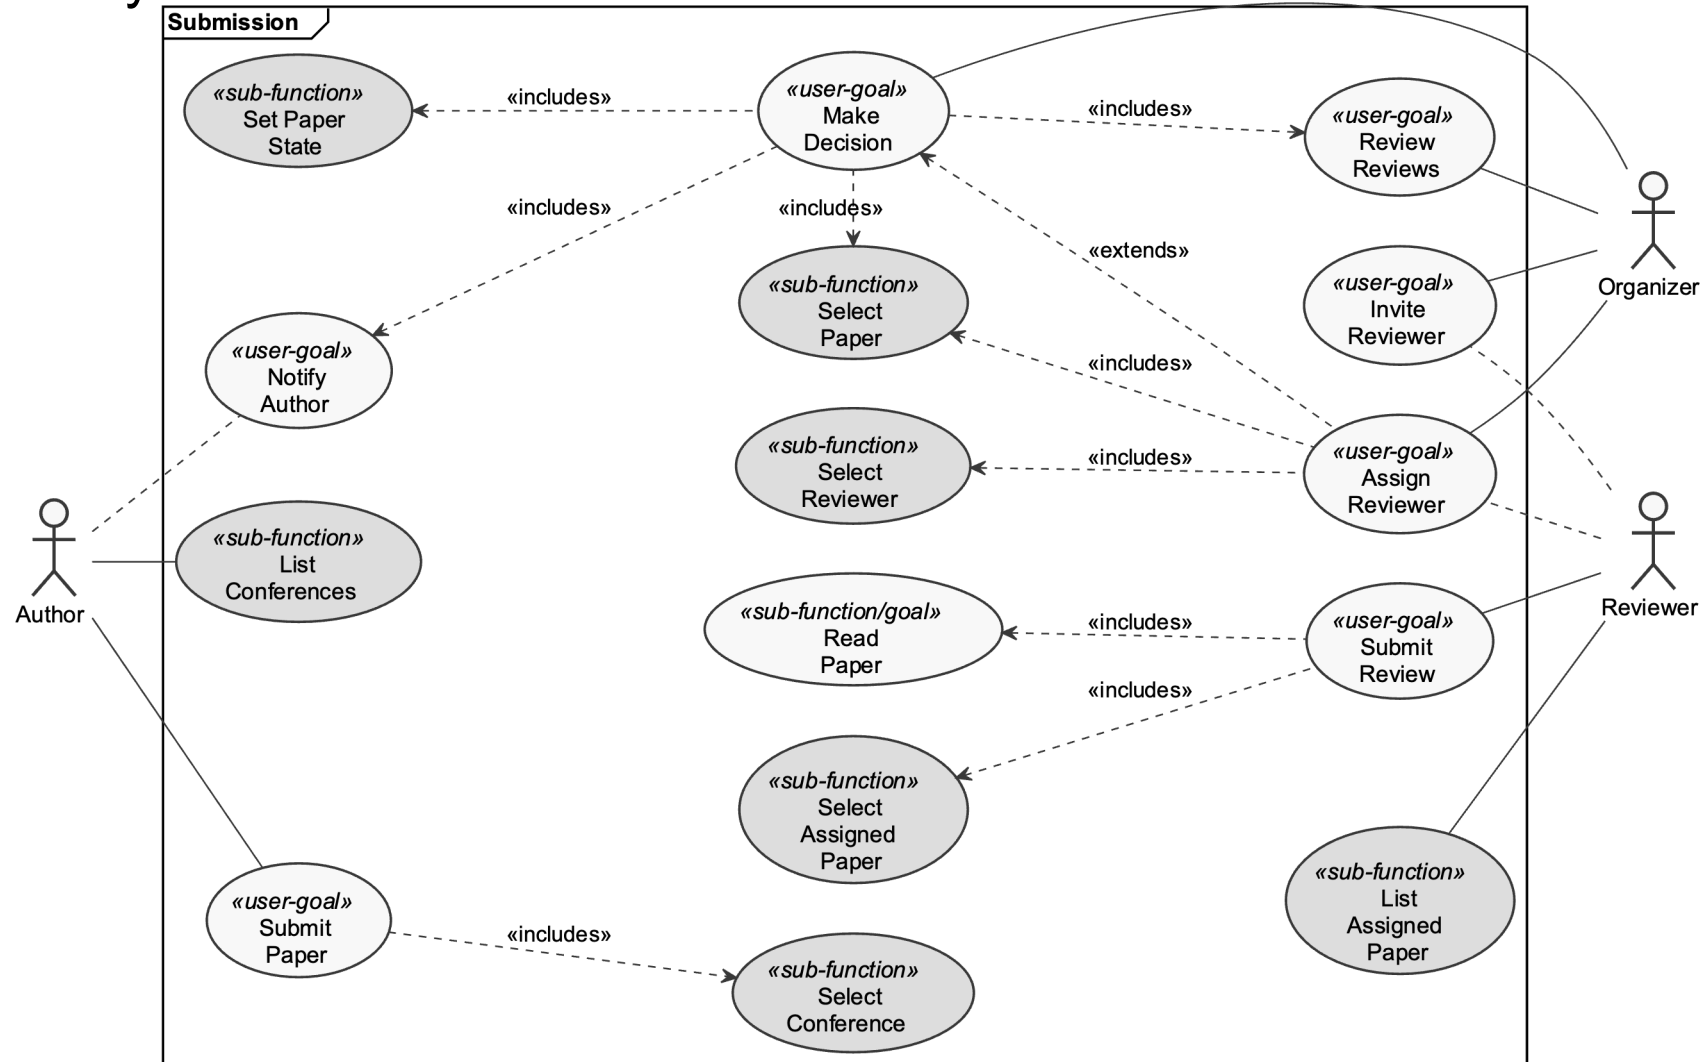 Submission
«sub-function»
Set Paper
State
«includes»
«user-goal»
Make
Decision
«includes»
«user-goal»
Review
Reviews
«includes»
«includes»
«extends»
«sub-function»
Select
Paper
«user-goal»
Invite
Reviewer
Organizer
«user-goal»
Notify
Author
«includes»
«sub-function»
Select
Reviewer
«includes»
«user-goal»
Assign
Reviewer
Author
«sub-function»
List
Conferences
Reviewer
«sub-function/goal»
Read
Paper
«includes»
«user-goal»
Submit
Review
«includes»
«sub-function»
Select
Assigned
Paper
«sub-function»
List
Assigned
Paper
«user-goal»
Submit
Paper
«includes»
«sub-function»
Select
Conference